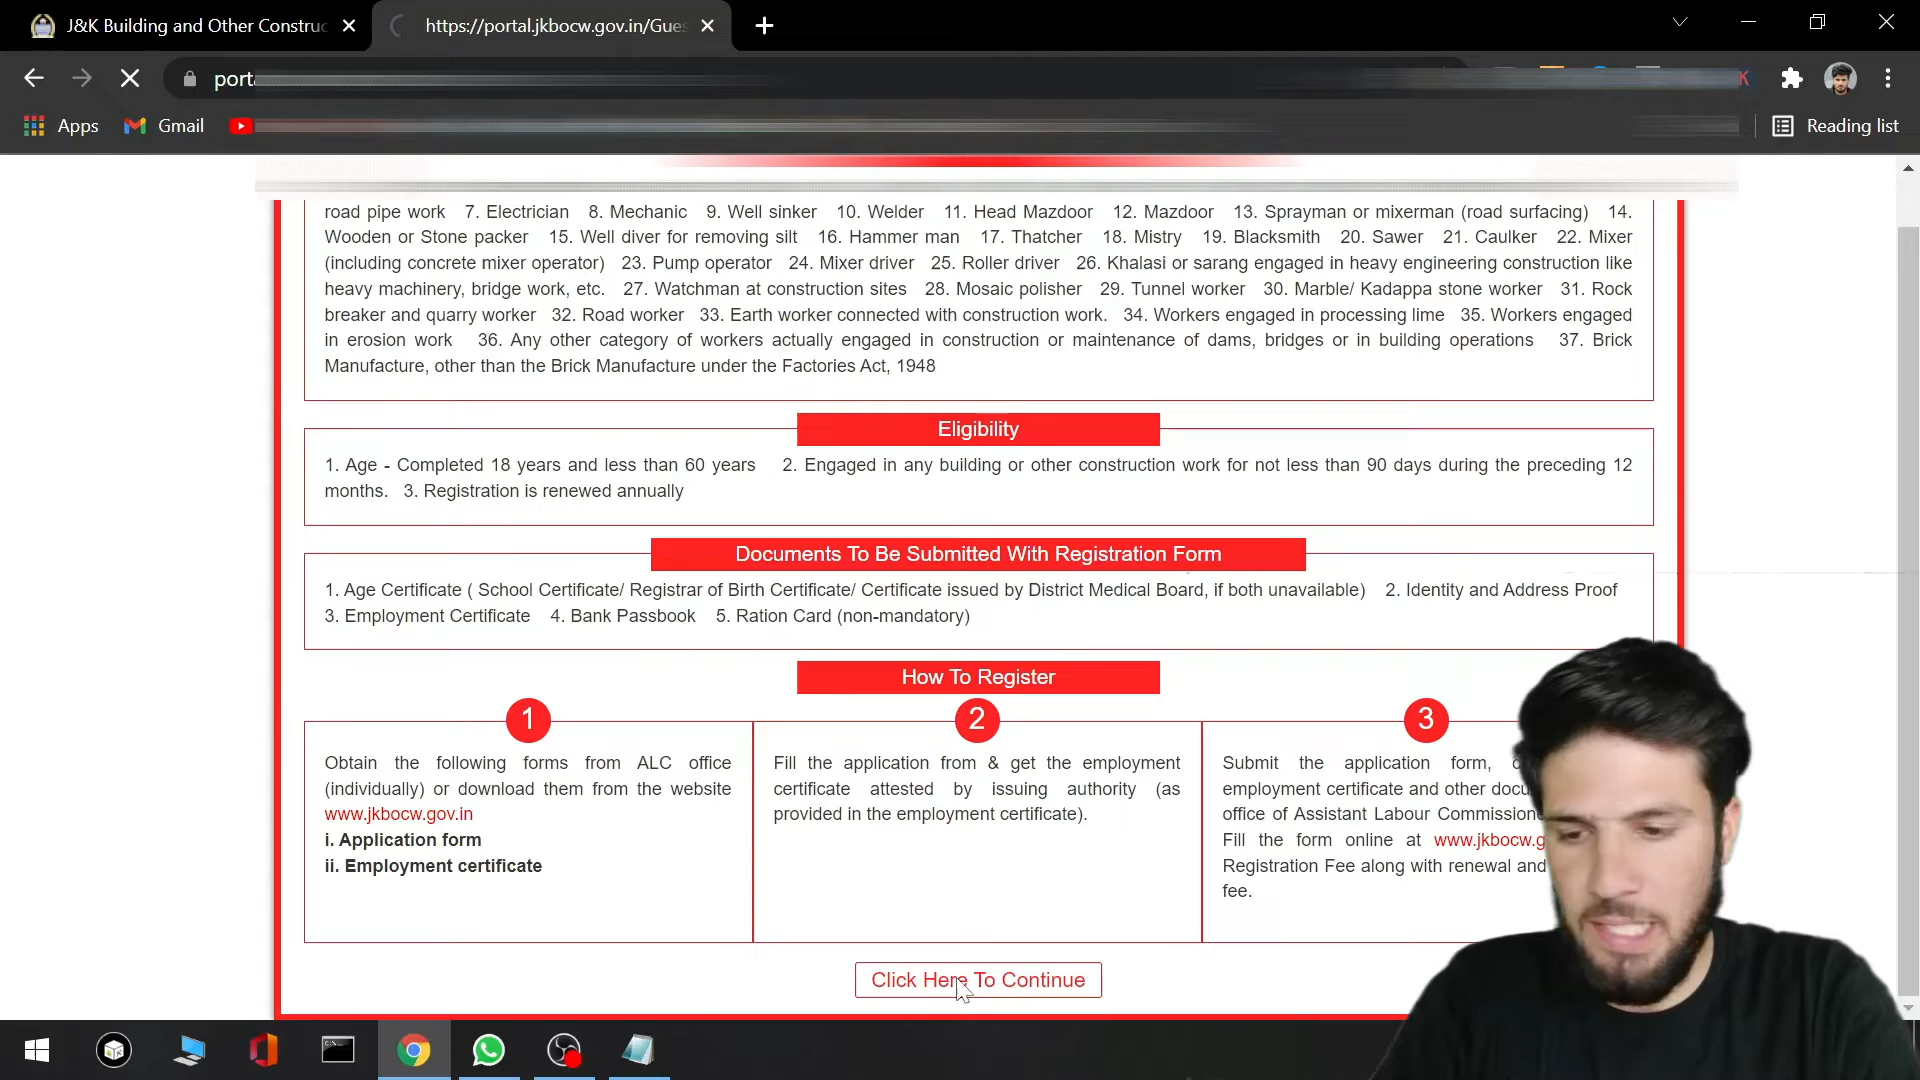 J&K Building and Other Construc
https://portal.jkbocw.gov.in/Gues
porta
Apps
Gmail
Reading list
road pipe work 7. Electrician 8. Mechanic 9. Well sinker 10. Welder 11. Head Mazdoor 12. Mazdoor 13. Sprayman or mixerman (road surfacing) 14.
Wooden or Stone packer 15. Well diver for removing silt 16. Hammer man 17. Thatcher 18. Mistry 19. Blacksmith 20. Sawer 21. Caulker 22. Mixer
(including concrete mixer operator) 23. Pump operator 24. Mixer driver 25. Roller driver 26. Khalasi or sarang engaged in heavy engineering construction like
heavy machinery, bridge work, etc. 27. Watchman at construction sites 28. Mosaic polisher 29. Tunnel worker 30. Marble/ Kadappa stone worker 31. Rock
breaker and quarry worker 32. Road worker 33. Earth worker connected with construction work. 34. Workers engaged in processing lime 35. Workers engaged
in erosion work 36. Any other category of workers actually engaged in construction or maintenance of dams, bridges or in building operations 37. Brick
Manufacture, other than the Brick Manufacture under the Factories Act, 1948
Eligibility
1. Age - Completed 18 years and less than 60 years 2. Engaged in any building or other construction work for not less than 90 days during the preceding 12
months. 3. Registration is renewed annually
Documents To Be Submitted With Registration Form
1. Age Certificate ( School Certificate/ Registrar of Birth Certificate/ Certificate issued by District Medical Board, if both unavailable) 2. Identity and Address Proof
3. Employment Certificate 4. Bank Passbook 5. Ration Card (non-mandatory)
How To Register
1
Obtain the following forms from ALC office
(individually) or download them from the website
www.jkbocw.gov.in
i. Application form
ii. Employment certificate
2
Fill the application from & get the employment
certificate attested by issuing authority (as
provided in the employment certificate).
3
Submit the application form,
employment certificate and other docu
office of Assistant Labour Commissione
Fill the form online at www.jkbocw.g
Registration Fee along with renewal and
fee.
Click Here To Continue